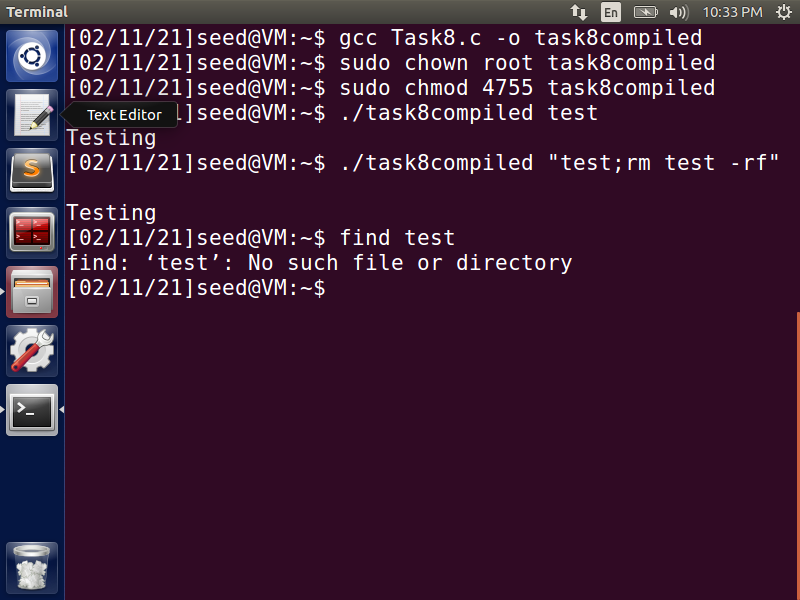 Terminal
En
10:33 PM
[02/11/21]seed@VM:~$ gcc Task8.c -o task8compiled
[02/11/21]seed@VM:~$ sudo chown root task8compiled
[02/11/21]seed@VM:~$ sudo chmod 4755 task8compiled
Text Editor
]seed@VM:~$ ./task8compiled test
Testing
[02/11/21]seed@VM:~$ ./task8compiled "test;rm test -rf"
Testing
[02/11/21]seed@VM:~$ find test
find: ‘test’: No such file or directory
[02/11/21]seed@VM:~$